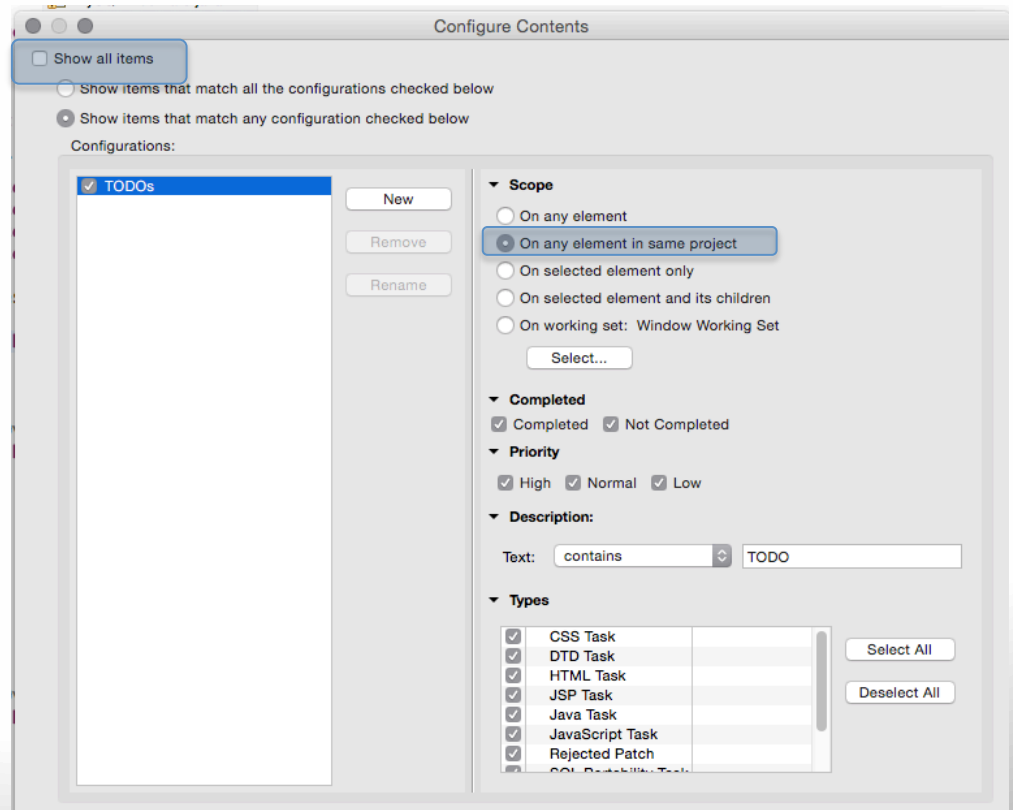 Configure Contents
Show all items
Show items that match all the configurations checked below
Show items that match any configuration checked below
Configurations:
TODOs
New
Remove
Rename
Scope
On any element
On any element in same project
On selected element only
On selected element and its children
On working set: Window Working Set
Select...
Completed
Completed Not Completed
Priority
High Normal Low
Description:
Text: contains TODO
Types
CSS Task
DTD Task
HTML Task
JSP Task
Java Task
JavaScript Task
Rejected Patch
Select All
Deselect All